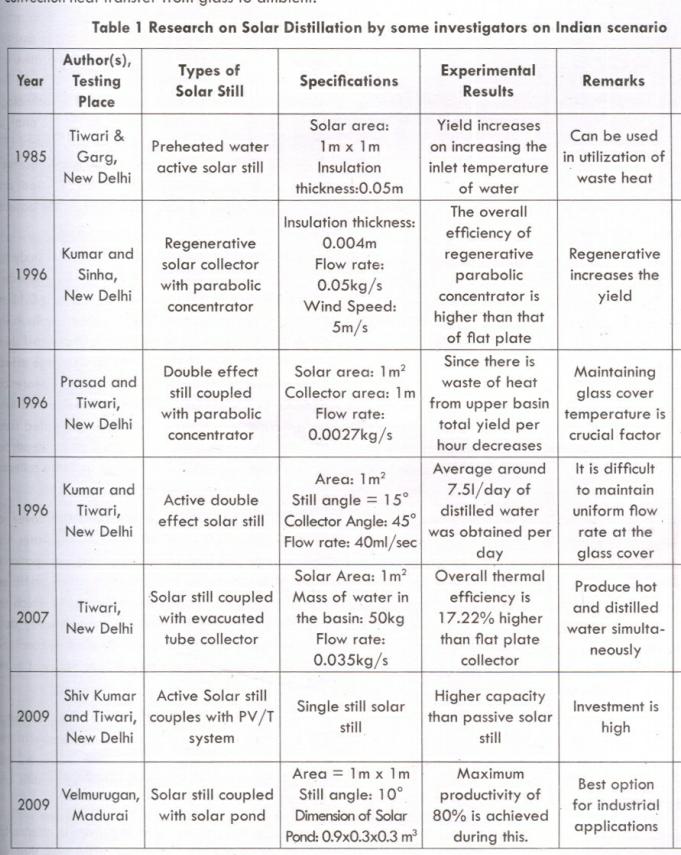 convection heat transfer from glass to ambient.
Table 1 Research on Solar Distillation by some investigators on Indian scenario
Year
Author(s),
Testing
Place
Types of
Solar Still
Specifications
Experimental
Results
Remarks
1985
Tiwari &
Garg,
New Delhi
Preheated water
active solar still
Solar area:
1m x 1m
Insulation
thickness:0.05m
Yield increases
on increasing the
inlet temperature
of water
Can be used
in utilization of
waste heat
1996
Kumar and
Sinha,
New Delhi
Regenerative
solar collector
with parabolic
concentrator
Insulation thickness:
0.004m
Flow rate:
0.05kg/s
Wind Speed:
5m/s
The overall
efficiency of
regenerative
parabolic
concentrator is
higher than that
of flat plate
Regenerative
increases the
yield
1996
Prasad and
Tiwari,
New Delhi
Double effect
still coupled
with parabolic
concentrator
Solar area: 1m²
Collector area: 1m
Flow rate:
0.0027kg/s
Since there is
waste of heat
from upper basin
total yield per
hour decreases
Maintaining
glass cover
temperature is
crucial factor
1996
Kumar and
Tiwari,
New Delhi
Active double
effect solar still
Area: 1m²
Still angle = 15°
Collector Angle: 45°
Flow rate: 40ml/sec
Average around
7.5l/day of
distilled water
was obtained per
day
It is difficult
to maintain
uniform flow
rate at the
glass cover
2007
Tiwari,
New Delhi
Solar still coupled
with evacuated
tube collector
Solar Area: 1m²
Mass of water in
the basin: 50kg
Flow rate:
0.035kg/s
Overall thermal
efficiency is
17.22% higher
than flat plate
collector
Produce hot
and distilled
water simulta-
neously
2009
Shiv Kumar
and Tiwari,
New Delhi
Active Solar still
couples with PV/T
system
Single still solar
still
Higher capacity
than passive solar
still
Investment is
high
2009
Velmurugan,
Madurai
Solar still coupled
with solar pond
Area = 1m x 1m
Still angle: 10°
Dimension of Solar
Pond: 0.9x0.3x0.3 m³
Maximum
productivity of
80% is achieved
during this.
Best option
for industrial
applications